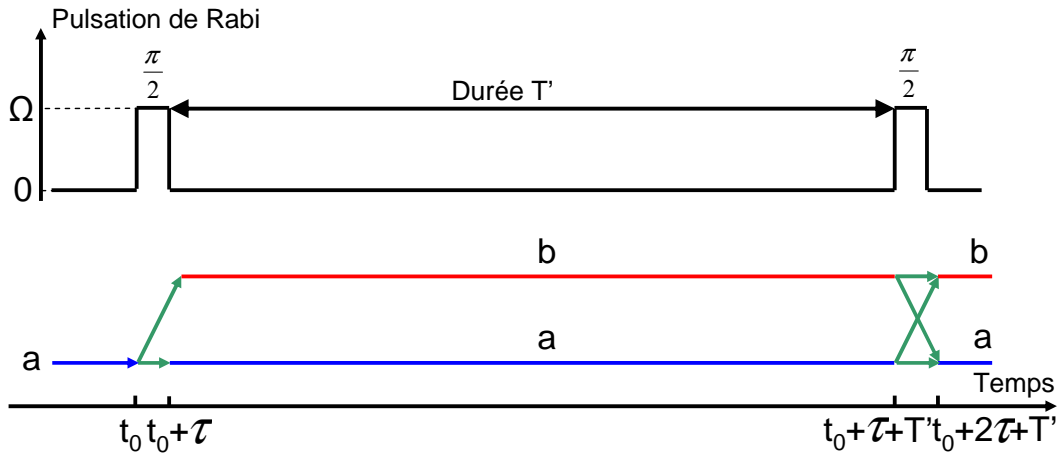 Pulsation de Rabi
π/2 π/2
Durée T'
Ω
0
b b
a a a
Temps
t₀ t₀+τ t₀+τ+T' t₀+2τ+T'